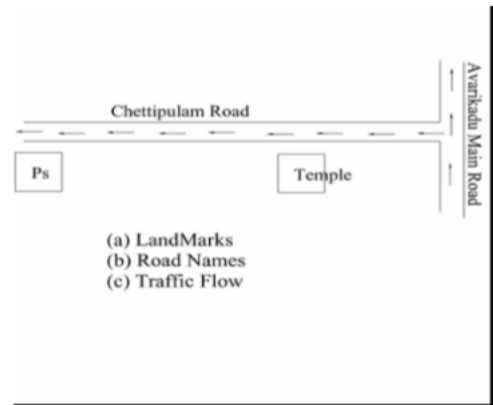 Chettipulam Road
Avarikadu Main Road
Ps
Temple
(a) LandMarks
(b) Road Names
(c) Traffic Flow